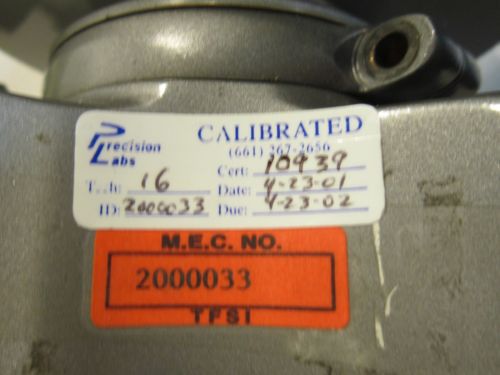 Precision Labs
CALIBRATED
(661) 267-2656
Cert: 10939
Tech: 16 Date: 4-23-01
ID: 2000033 Due: 4-23-02
M.E.C. NO.
2000033
TFSI